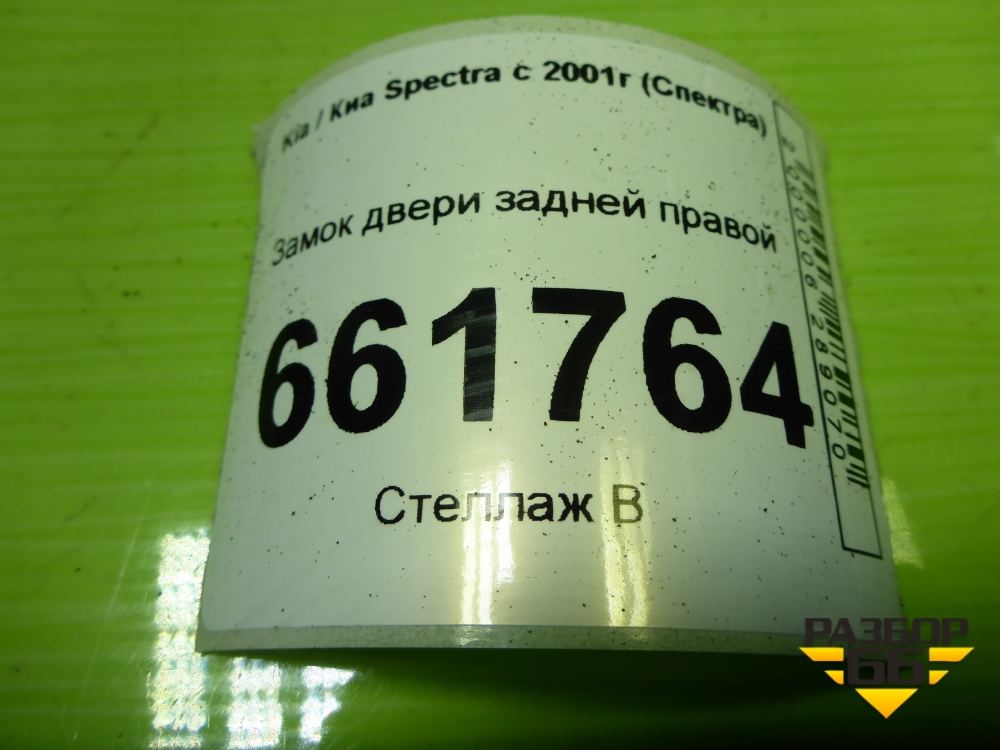 Kia / Киа Spectra с 2001г (Спектра)
Замок двери задней правой
661764
Стеллаж В
2000006289070
РАЗБОР
66